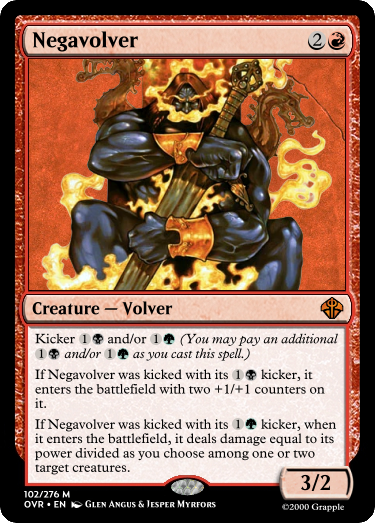 Negavolver 2
Creature — Volver
Kicker 1 and/or 1 (You may pay an additional
1 and/or 1 as you cast this spell.)
If Negavolver was kicked with its 1 kicker, it
enters the battlefield with two +1/+1 counters on
it.
If Negavolver was kicked with its 1 kicker, when
it enters the battlefield, it deals damage equal to its
power divided as you choose among one or two
target creatures.
3/2
102/276 M
OVR • EN Glen Angus & Jesper Myrfors
©2000 Grapple